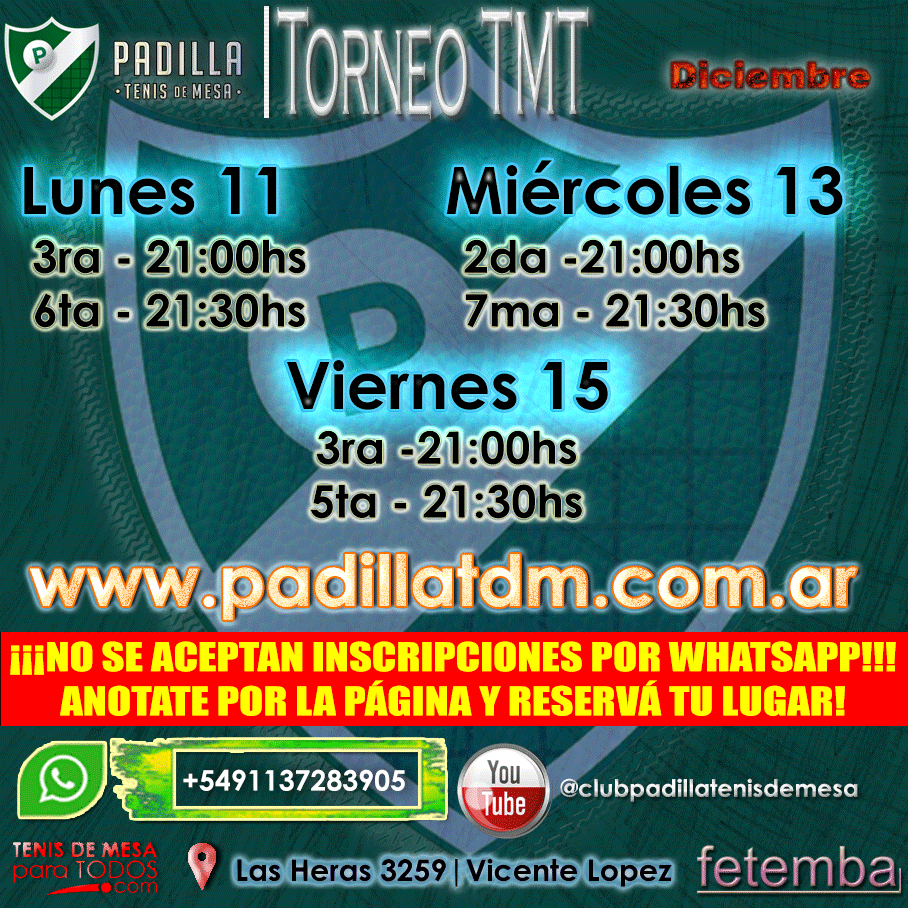 P
PADILLA
·TENIS DE MESA·
TORNEO TMT
Diciembre
Lunes 11
3ra - 21:00hs
6ta - 21:30hs
Miércoles 13
2da -21:00hs
7ma - 21:30hs
P
Viernes 15
3ra -21:00hs
5ta - 21:30hs
www.padillatdm.com.ar
¡¡¡NO SE ACEPTAN INSCRIPCIONES POR WHATSAPP!!!
ANOTATE POR LA PÁGINA Y RESERVÁ TU LUGAR!
+5491137283905
You
Tube
@clubpadillatenisdemesa
TENIS DE MESA
para TODOS
.com
Las Heras 3259|Vicente Lopez
fetemba